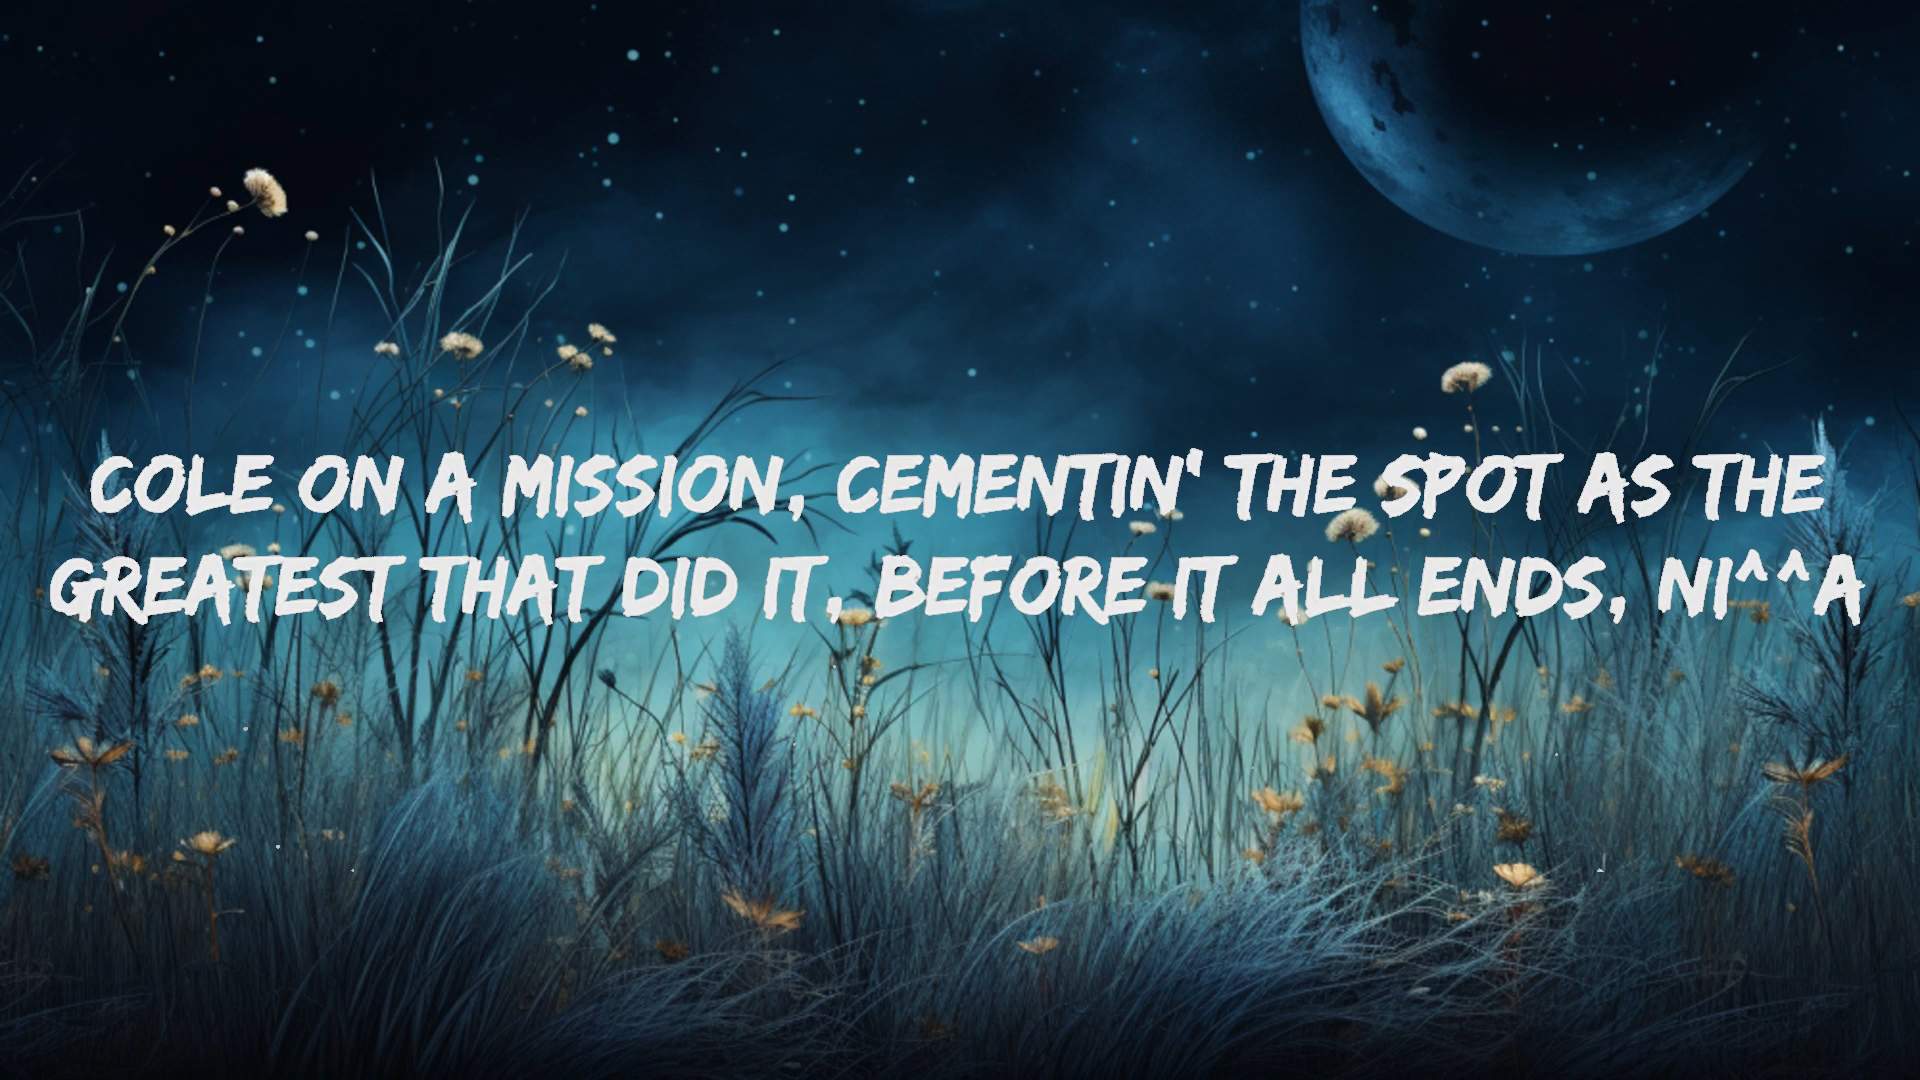 COLE ON A MISSION, CEMENTIN' THE SPOT AS THE
GREATEST THAT DID IT, BEFORE IT ALL ENDS, NI^^A